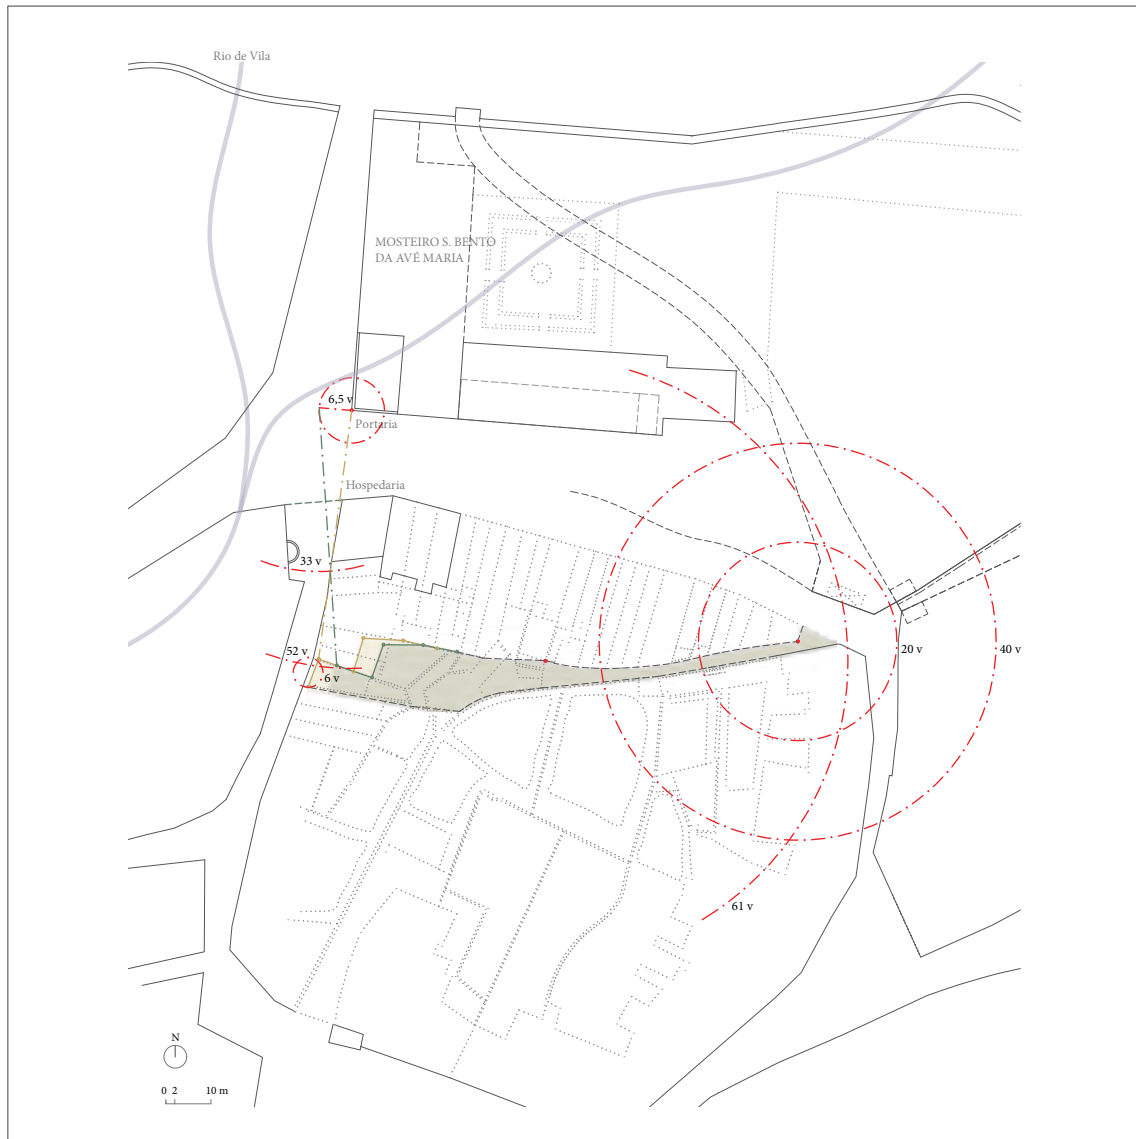 Rio de Vila
MOSTEIRO S. BENTO
DA AVÉ MARIA
6,5 v
Portaria
Hospedaria
33 v
52 v
6 v
20 v
40 v
61 v
N
0 2 10 m